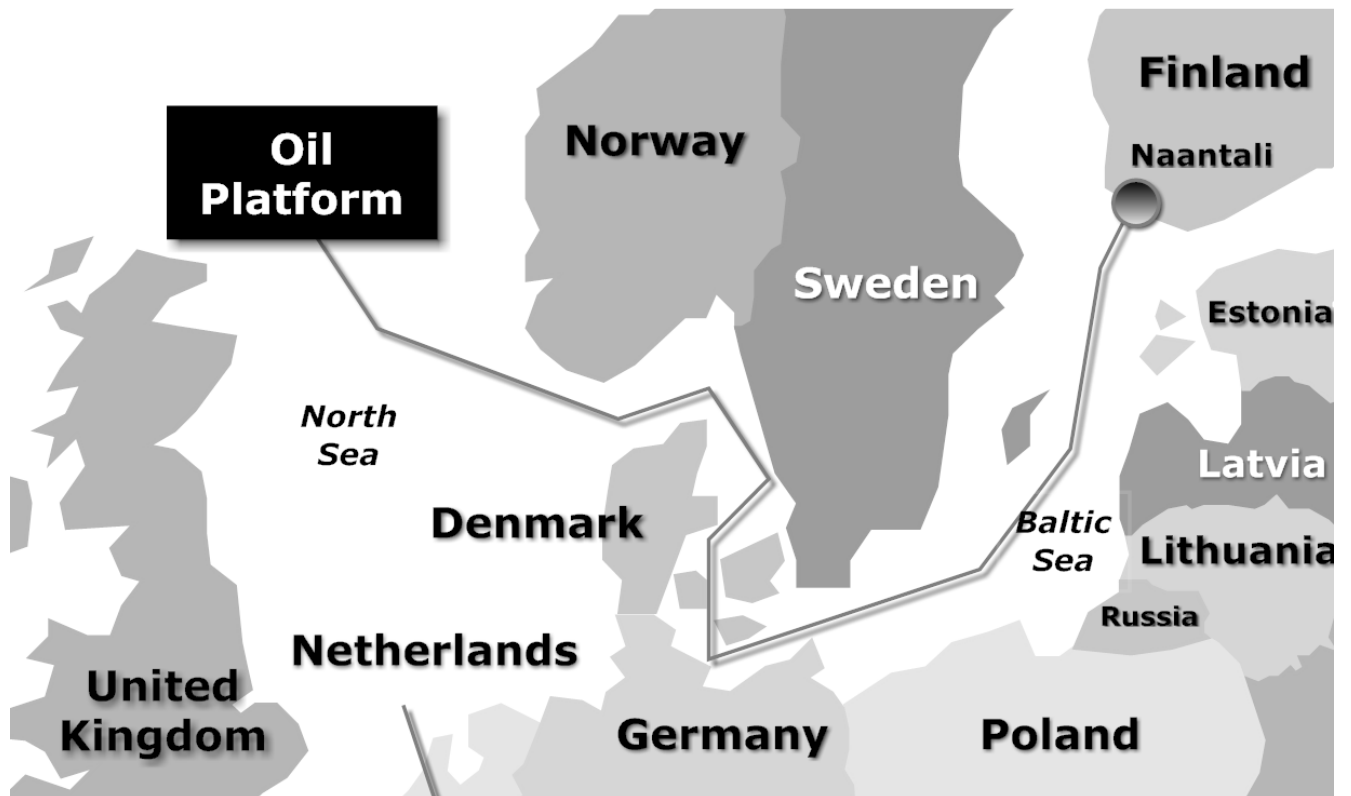 Finland
Norway
Oil
Platform
Naantali
Sweden
Estonia
North
Sea
Latvia
Denmark
Baltic
Sea
Lithuania
Russia
Netherlands
United
Kingdom
Germany
Poland